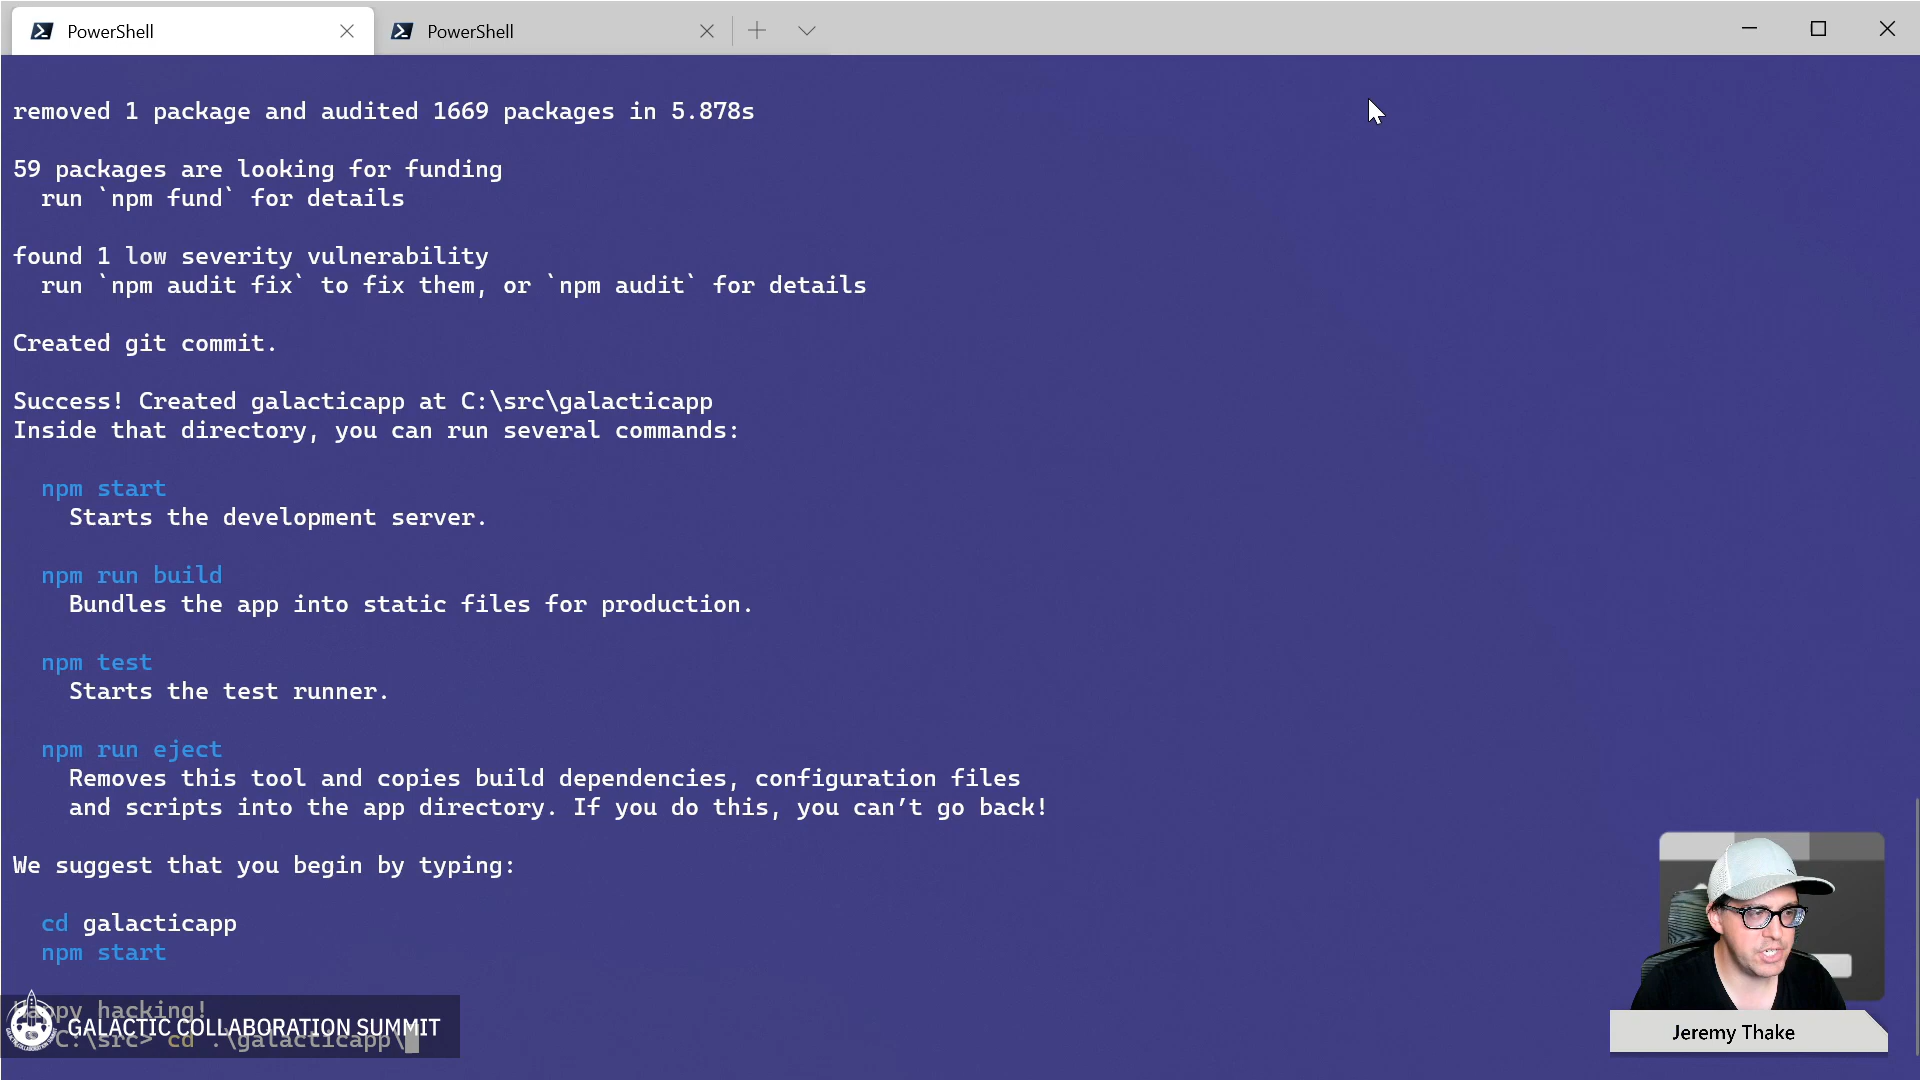 PowerShell
PowerShell
removed 1 package and audited 1669 packages in 5.878s
59 packages are looking for funding
run `npm fund` for details
found 1 low severity vulnerability
run `npm audit fix` to fix them, or `npm audit` for details
Created git commit.
Success! Created galacticapp at C:\src\galacticapp
Inside that directory, you can run several commands:
npm start
Starts the development server.
npm run build
Bundles the app into static files for production.
npm test
Starts the test runner.
npm run eject
Removes this tool and copies build dependencies, configuration files
and scripts into the app directory. If you do this, you can’t go back!
We suggest that you begin by typing:
cd galacticapp
npm start
Happy hacking!
GALACTIC COLLABORATION SUMMIT
C:\src> cd .\galacticapp\
Jeremy Thake